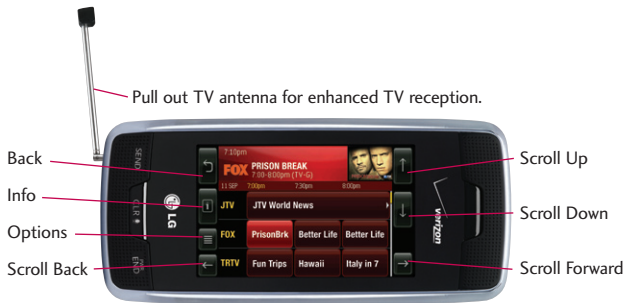 Pull out TV antenna for enhanced TV reception.
Back
Info
Options
Scroll Back
Scroll Up
Scroll Down
Scroll Forward
SEND
CLR
PWR
END
LG
verizon
7:10pm
FOX
PRISON BREAK
7:00-8:00pm (TV-G)
11 SEP 7:00pm 7:30pm 8:00pm
JTV JTV World News
FOX PrisonBrk Better Life Better Life
TRTV Fun Trips Hawaii Italy in 7